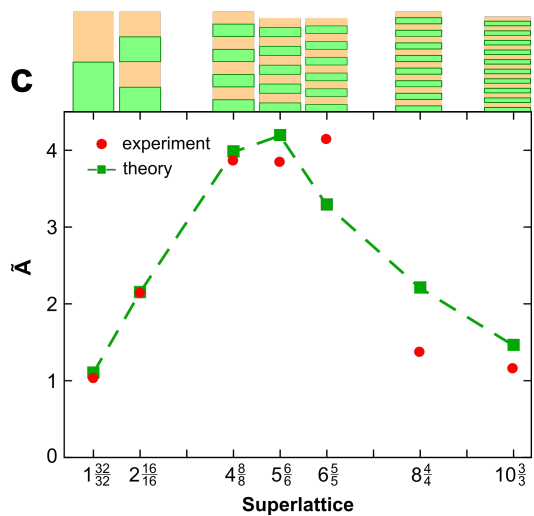 c
experiment
theory
Ã
4
3
2
1
0
1 32/32 2 16/16 4 8/8 5 6/6 6 5/5 8 4/4 10 3/3
Superlattice